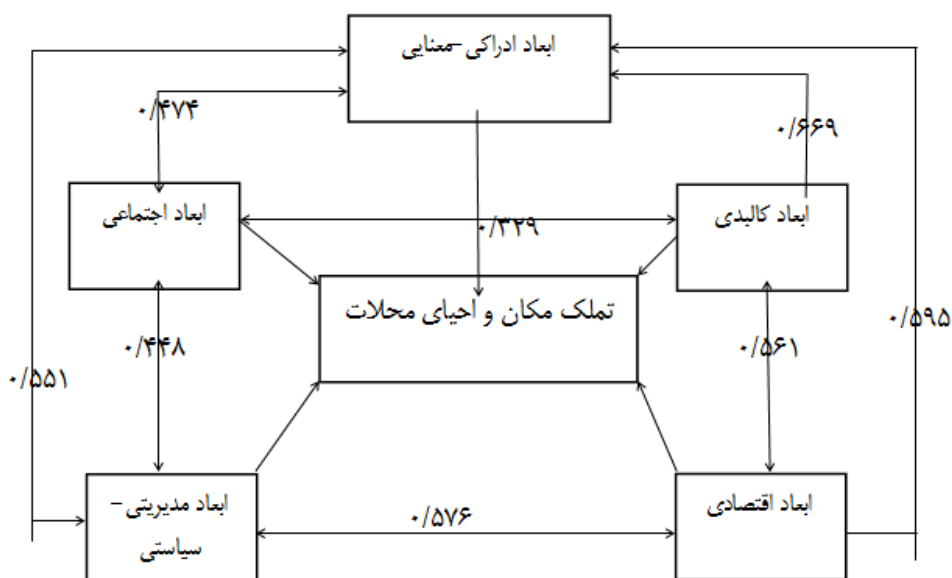 ابعاد ادراکی-معنایی
۰/۴۷۴
۰/۶۶۹
ابعاد اجتماعی
ابعاد کالبدی
۰/۳۲۹
تملک مکان و احیای محلات
۰/۵۹۵
۰/۴۴۸
۰/۵۶۱
۰/۵۵۱
ابعاد مدیریتی-
سیاستی
ابعاد اقتصادی
۰/۵۷۶